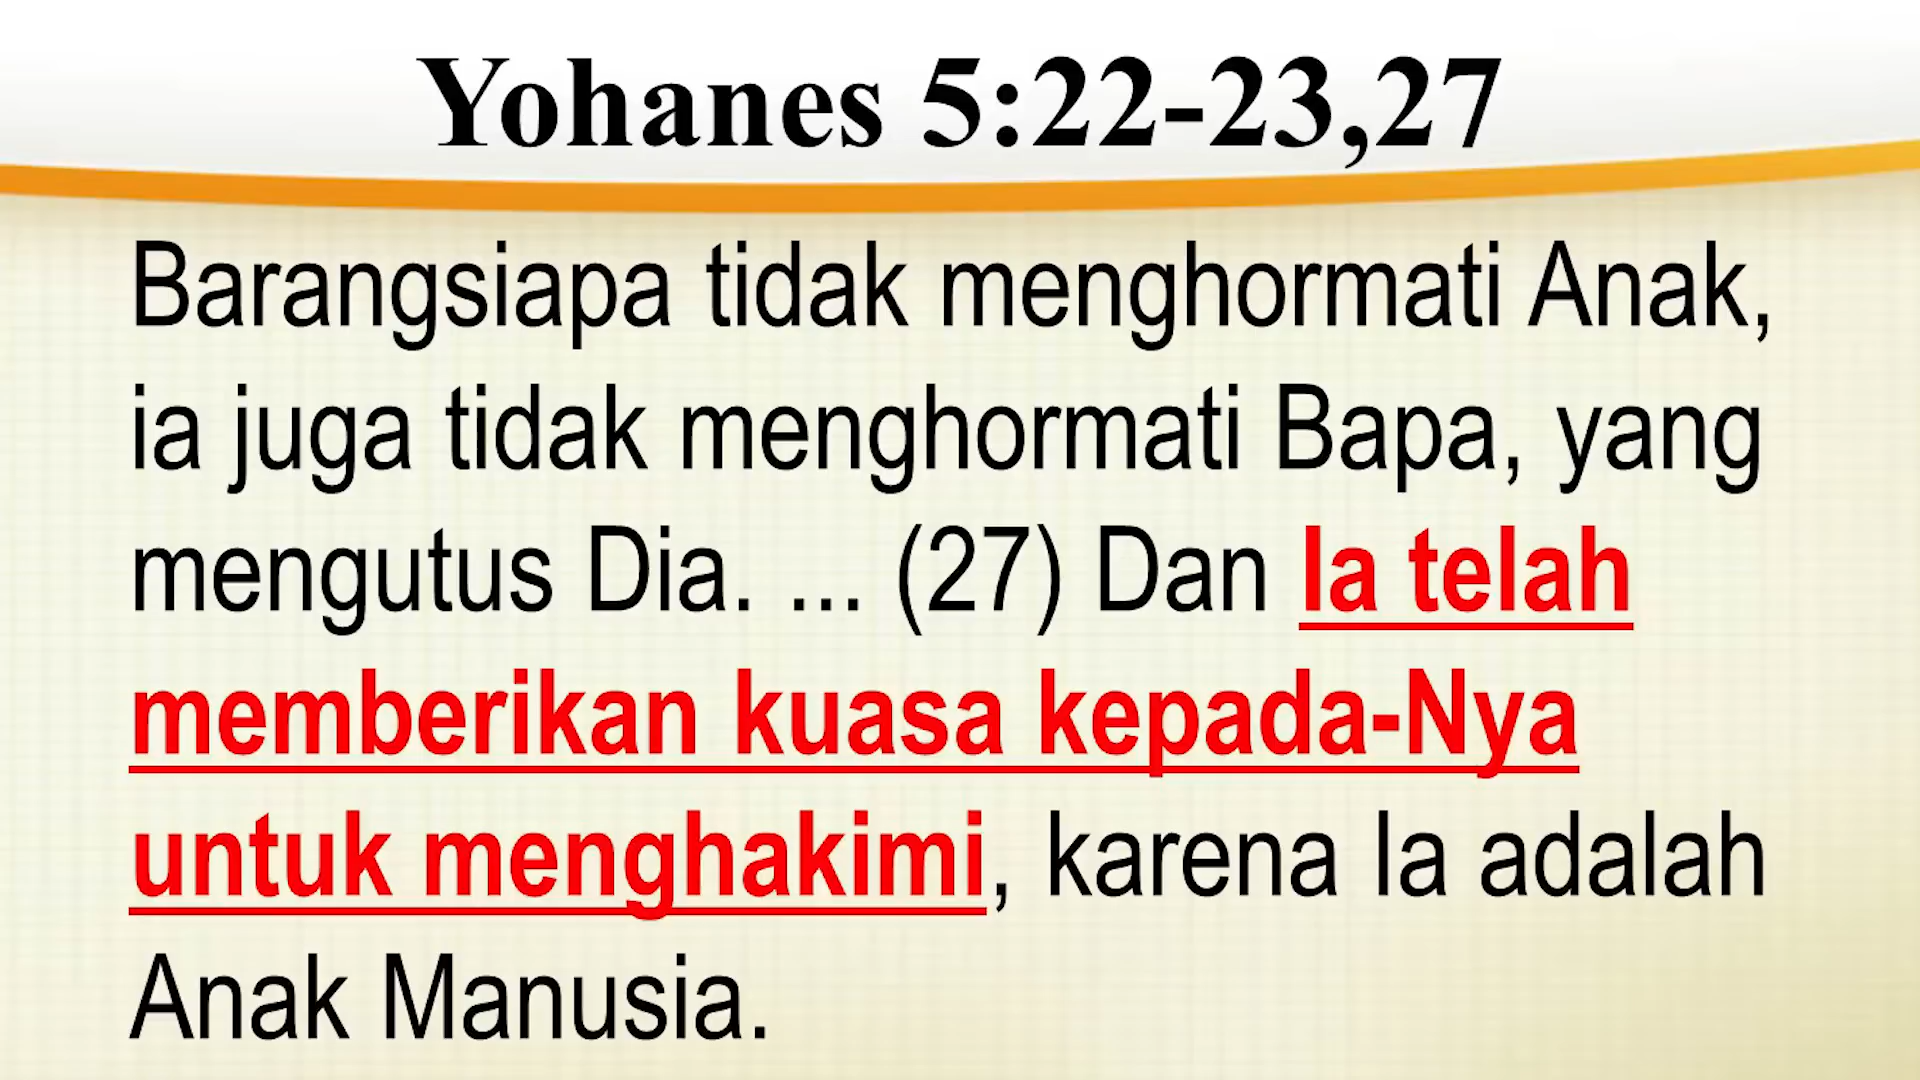 Yohanes 5:22-23,27
Barangsiapa tidak menghormati Anak,
ia juga tidak menghormati Bapa, yang
mengutus Dia. ... (27) Dan Ia telah
memberikan kuasa kepada-Nya
untuk menghakimi, karena Ia adalah
Anak Manusia.